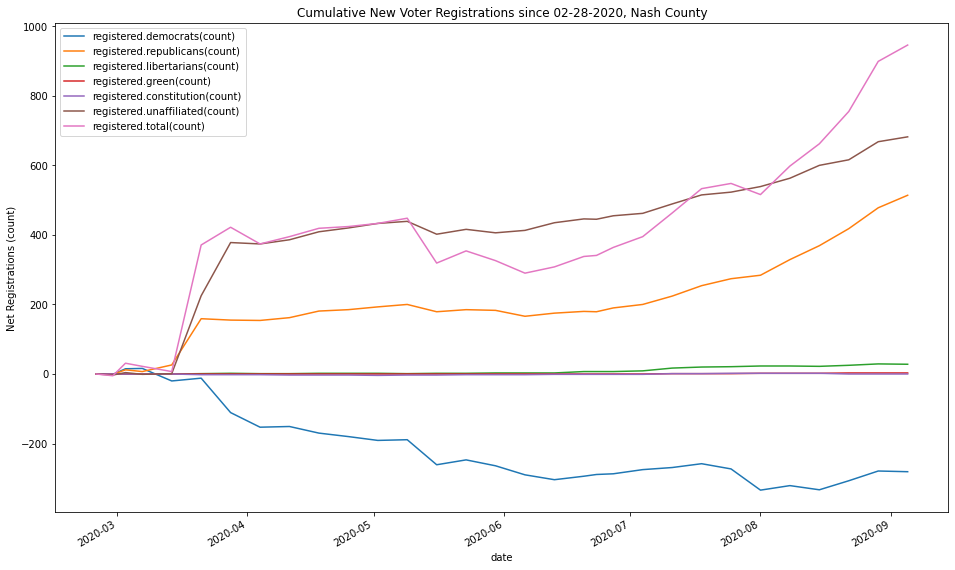 Cumulative New Voter Registrations since 02-28-2020, Nash County
registered.democrats(count)
registered.republicans(count)
registered.libertarians(count)
registered.green(count)
registered.constitution(count)
registered.unaffiliated(count)
registered.total(count)
Net Registrations (count)
1000
800
600
400
200
0
−200
2020-03
2020-04
2020-05
2020-06
2020-07
2020-08
2020-09
date